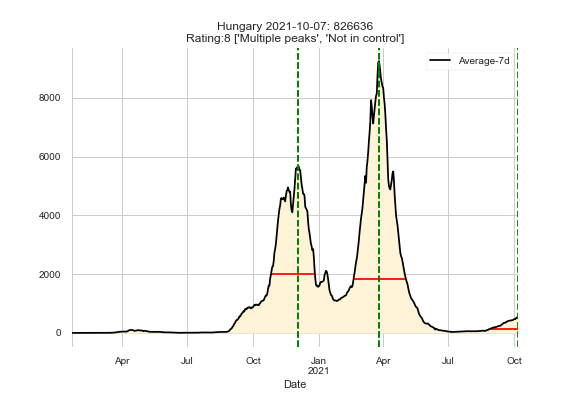 Hungary 2021-10-07: 826636
Rating:8 ['Multiple peaks', 'Not in control']
Average-7d
8000
6000
4000
2000
0
Apr Jul Oct Jan Apr Jul Oct
2021
Date